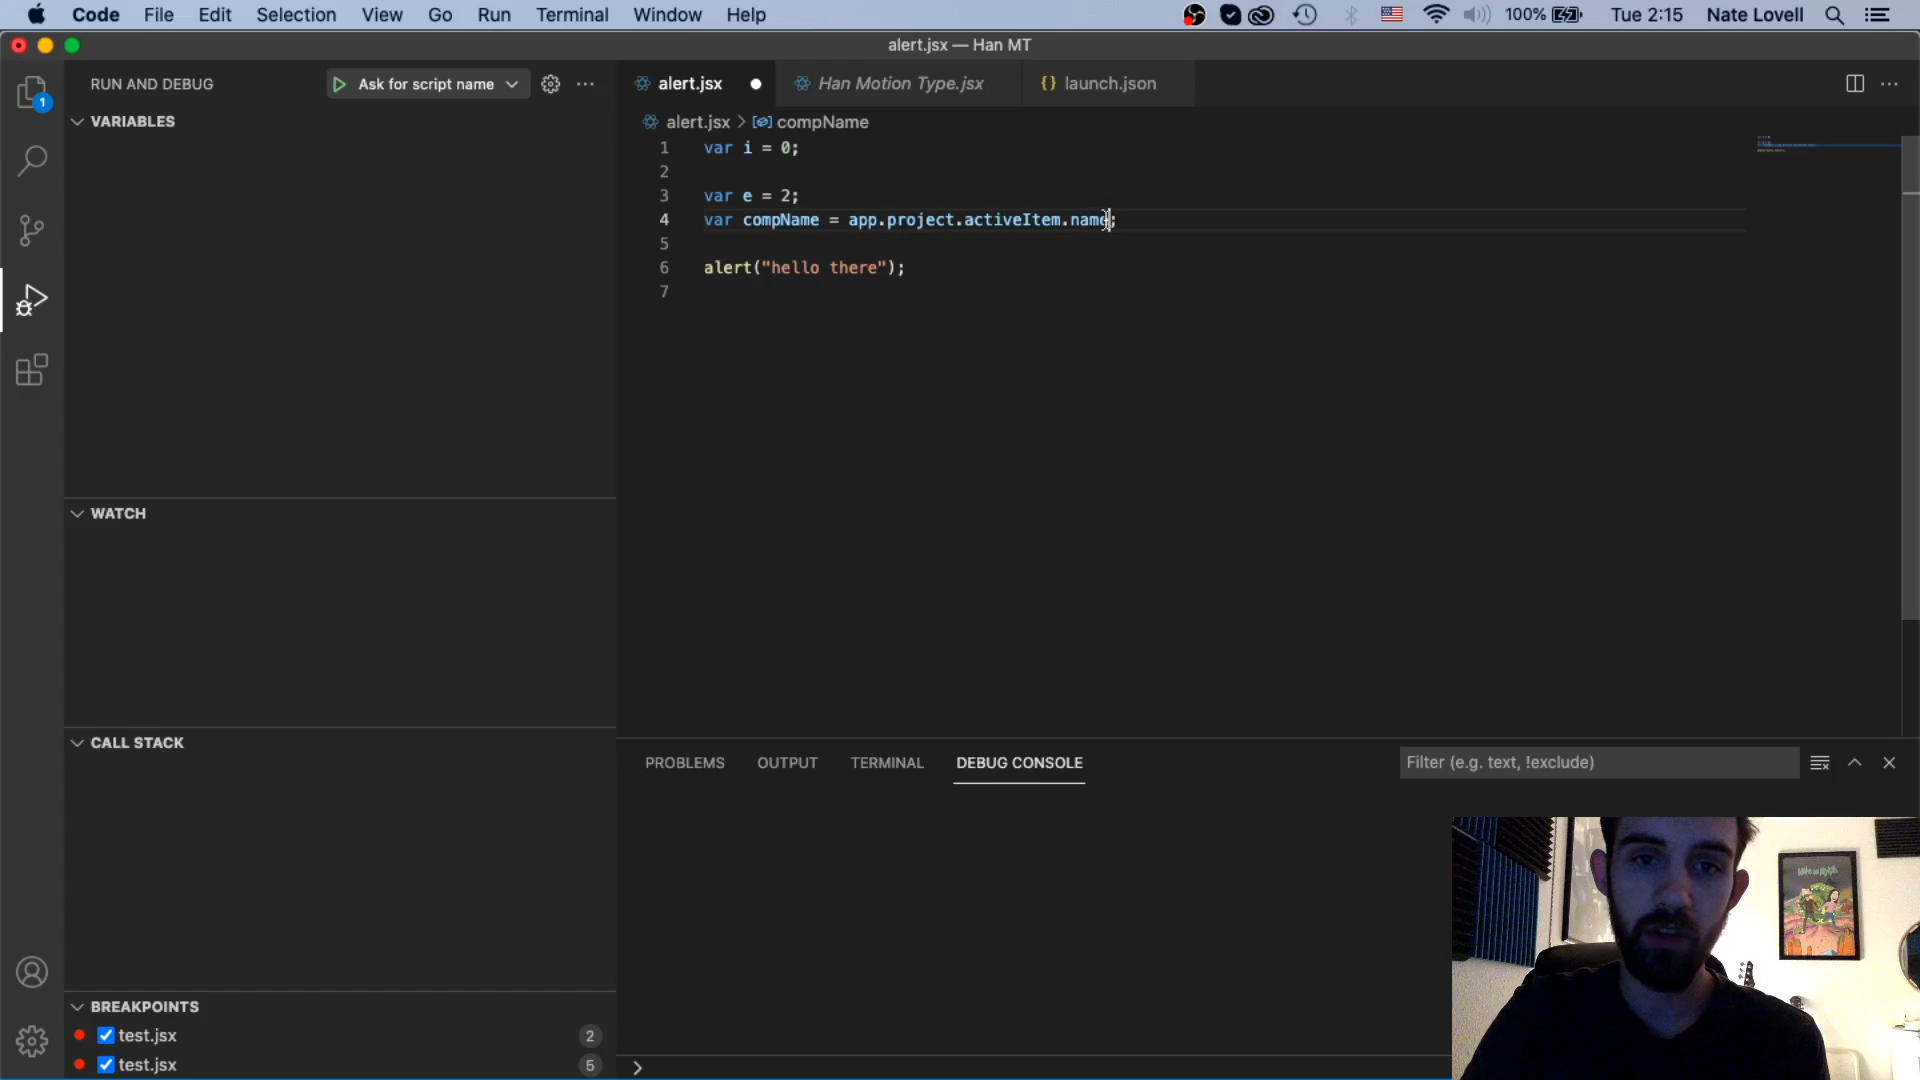 Code File Edit Selection View Go Run Terminal Window Help 100% Tue 2:15 Nate Lovell
alert.jsx — Han MT
RUN AND DEBUG Ask for script name
alert.jsx Han Motion Type.jsx {} launch.json
1
VARIABLES
alert.jsx > compName
1 var i = 0;
2
3 var e = 2;
4 var compName = app.project.activeItem.name;
5
6 alert("hello there");
7
WATCH
CALL STACK
PROBLEMS OUTPUT TERMINAL DEBUG CONSOLE Filter (e.g. text, !exclude)
BREAKPOINTS
test.jsx 2
test.jsx 5
>